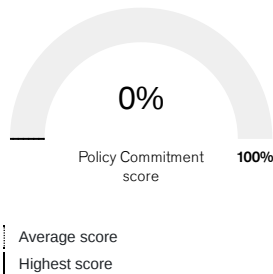 0%
Policy Commitment 100%
score
Average score
Highest score